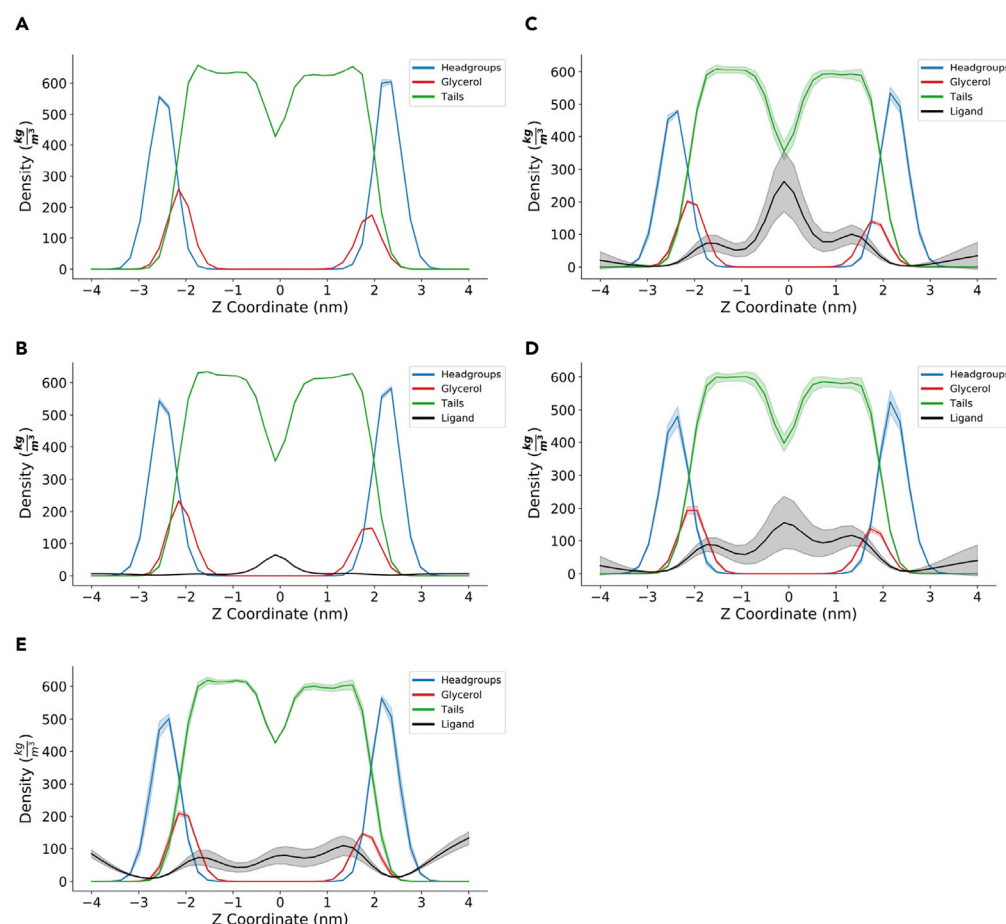 A
Density (kg/m³)
600
500
400
300
200
100
0
−4 −3 −2 −1 0 1 2 3 4
Z Coordinate (nm)
Headgroups
Glycerol
Tails
B
Density (kg/m³)
600
500
400
300
200
100
0
−4 −3 −2 −1 0 1 2 3 4
Z Coordinate (nm)
Headgroups
Glycerol
Tails
Ligand
E
Density (kg/m³)
600
500
400
300
200
100
0
−4 −3 −2 −1 0 1 2 3 4
Z Coordinate (nm)
Headgroups
Glycerol
Tails
Ligand
C
Density (kg/m³)
600
500
400
300
200
100
0
−4 −3 −2 −1 0 1 2 3 4
Z Coordinate (nm)
Headgroups
Glycerol
Tails
Ligand
D
Density (kg/m³)
600
500
400
300
200
100
0
−4 −3 −2 −1 0 1 2 3 4
Z Coordinate (nm)
Headgroups
Glycerol
Tails
Ligand